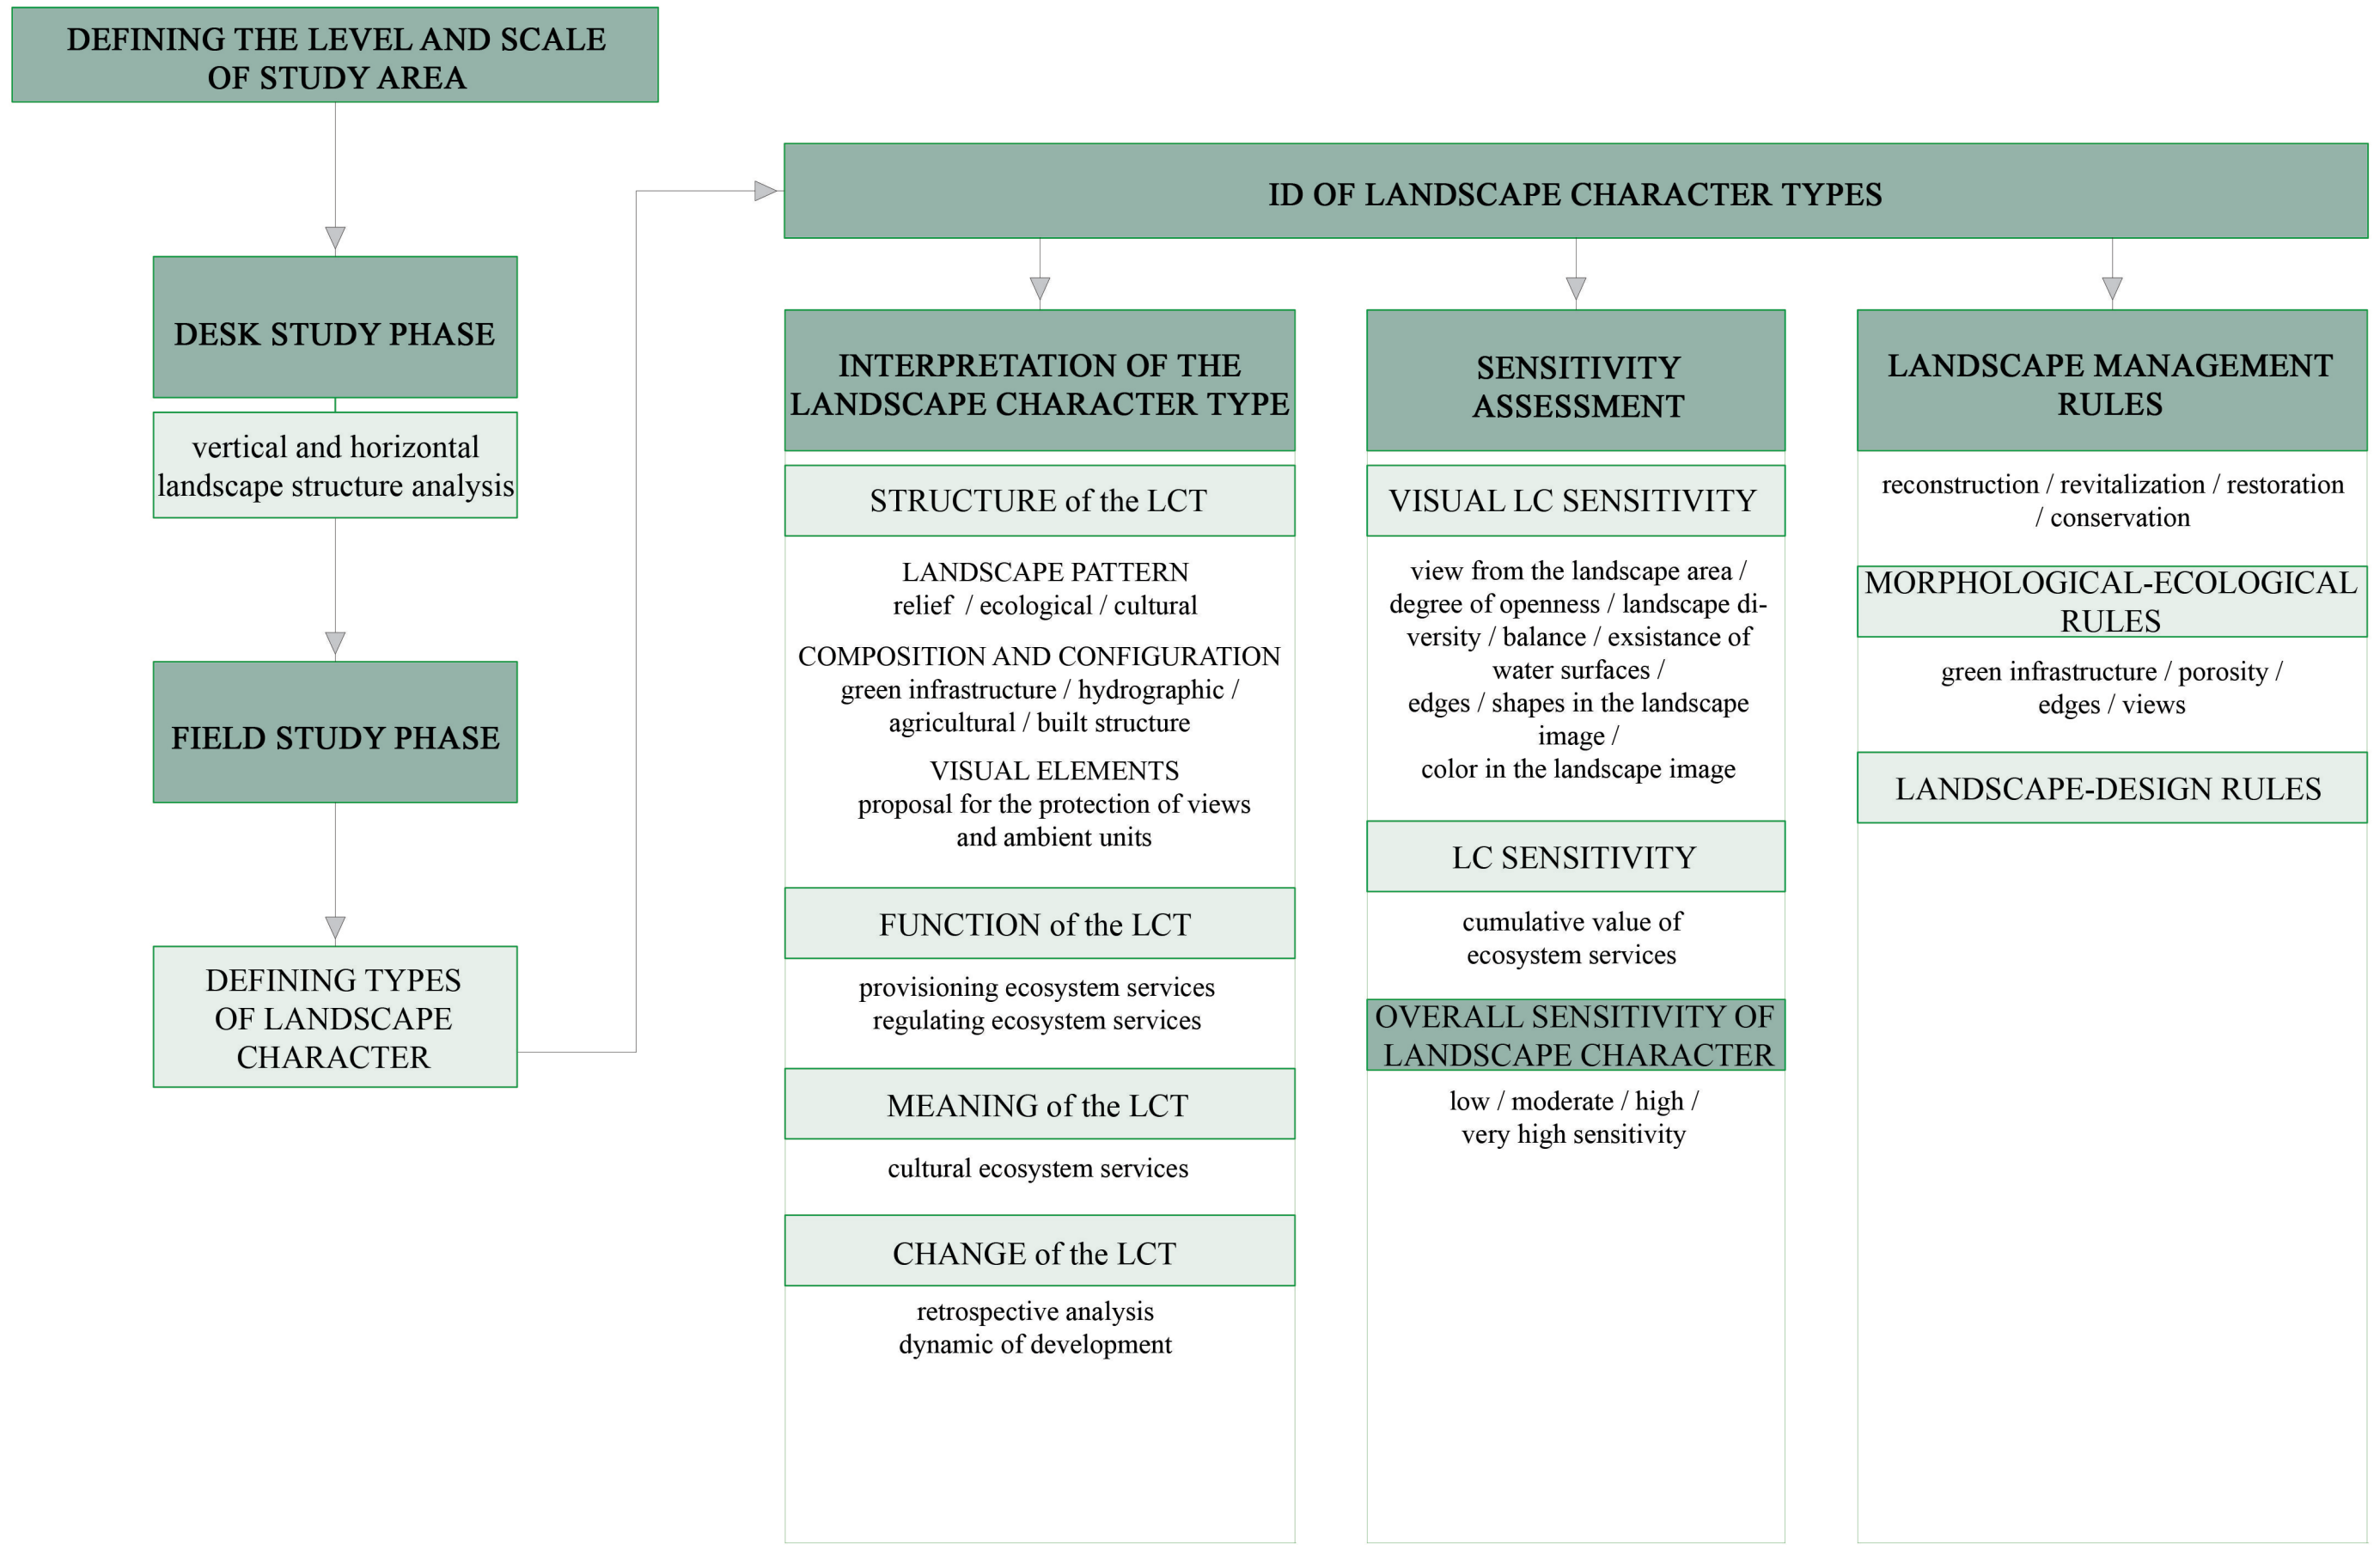 DEFINING THE LEVEL AND SCALE
OF STUDY AREA
DESK STUDY PHASE
vertical and horizontal
landscape structure analysis
FIELD STUDY PHASE
DEFINING TYPES
OF LANDSCAPE
CHARACTER
ID OF LANDSCAPE CHARACTER TYPES
INTERPRETATION OF THE
LANDSCAPE CHARACTER TYPE
STRUCTURE of the LCT
LANDSCAPE PATTERN
relief / ecological / cultural
COMPOSITION AND CONFIGURATION
green infrastructure / hydrographic /
agricultural / built structure
VISUAL ELEMENTS
proposal for the protection of views
and ambient units
FUNCTION of the LCT
provisioning ecosystem services
regulating ecosystem services
MEANING of the LCT
cultural ecosystem services
CHANGE of the LCT
retrospective analysis
dynamic of development
SENSITIVITY
ASSESSMENT
VISUAL LC SENSITIVITY
view from the landscape area /
degree of openness / landscape di-
versity / balance / exsistance of
water surfaces /
edges / shapes in the landscape
image /
color in the landscape image
LC SENSITIVITY
cumulative value of
ecosystem services
OVERALL SENSITIVITY OF
LANDSCAPE CHARACTER
low / moderate / high /
very high sensitivity
LANDSCAPE MANAGEMENT
RULES
reconstruction / revitalization / restoration
/ conservation
MORPHOLOGICAL-ECOLOGICAL
RULES
green infrastructure / porosity /
edges / views
LANDSCAPE-DESIGN RULES